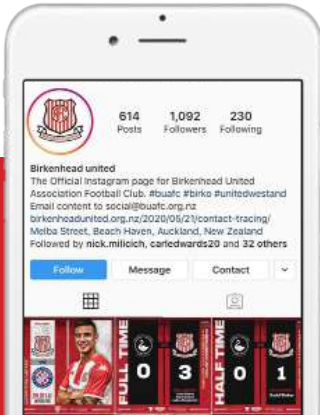 614 1,092 230
Posts Followers Following
Birkenhead united
The Official Instagram page for Birkenhead United
Association Football Club. #buafc #birko #unitedwestand
Email content to social@buafc.org.nz
birkenheadunited.org.nz/2020/05/21/contact-tracing/
Melba Street, Beach Haven, Auckland, New Zealand
Followed by nick.milicich, carledwards20 and 32 others
Follow Message Contact
FULL TIME
0 3
HALF TIME
0 1